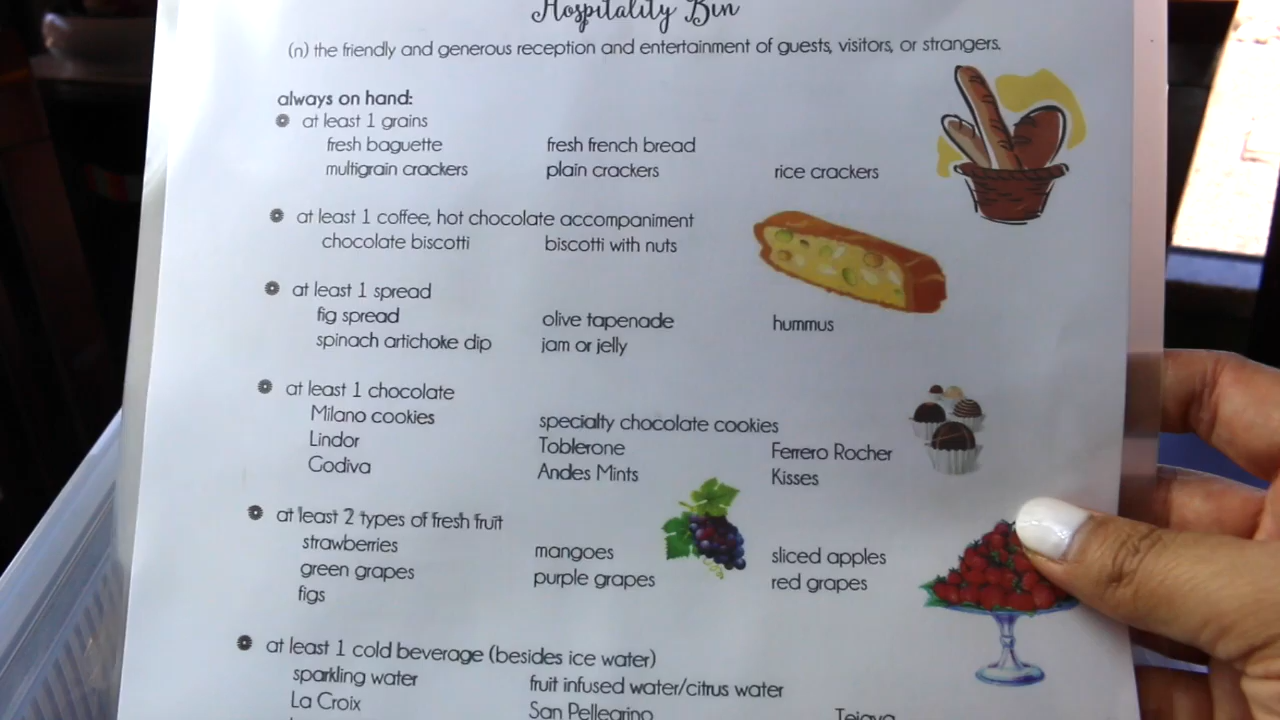 Hospitality Bin
(n) the friendly and generous reception and entertainment of guests, visitors, or strangers.
always on hand:
at least 1 grains
fresh baguette fresh french bread
multigrain crackers plain crackers rice crackers
at least 1 coffee, hot chocolate accompaniment
chocolate biscotti biscotti with nuts
at least 1 spread
fig spread olive tapenade hummus
spinach artichoke dip jam or jelly
at least 1 chocolate
Milano cookies specialty chocolate cookies
Lindor Toblerone Ferrero Rocher
Godiva Andes Mints Kisses
at least 2 types of fresh fruit
strawberries mangoes sliced apples
green grapes purple grapes red grapes
figs
at least 1 cold beverage (besides ice water)
sparkling water fruit infused water/citrus water
La Croix San Pellegrino